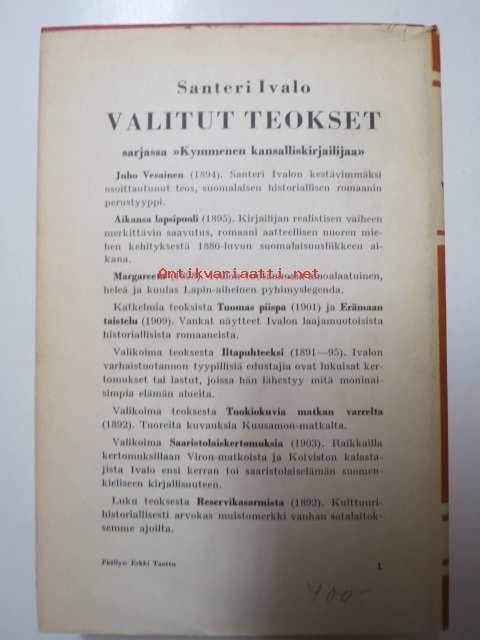 Santeri Ivalo
VALITUT TEOKSET
sarjassa »Kymmenen kansalliskirjailijaa»
Juho Vesainen (1894). Santeri Ivalon kestävimmäksi
osoittautunut teos, suomalaisen historiallisen romaanin
perustyyppi.
Aikansa lapsipuoli (1895). Kirjailijan realistisen vaiheen
merkittävin saavutus, romaani aatteellisen nuoren mie-
hen kehityksestä 1880-luvun suomalaisuusliikkeen ai-
kana.
Antikvariaatti.net
Margareeta ainoalaatuinen,
heleä ja kuulas Lapin-aiheinen pyhimyslegenda.
Katkelmia teoksista Tuomas piispa (1901) ja Erämaan
taistelu (1909). Vankat näytteet Ivalon laajamuotoisista
historiallisista romaaneista.
Valikoima teoksesta Iltapuhteeksi (1891—95). Ivalon
varhaistuotannon tyypillisiä edustajia ovat lukuisat ker-
tomukset tai lastut, joissa hän lähestyy mitä moninai-
simpia elämän alueita.
Valikoima teoksesta Tuokiokuvia matkan varrelta
(1892). Tuoreita kuvauksia Kuusamon-matkalta.
Valikoima Saaristolaiskertomuksia (1903). Raikkailla
kertomuksillaan Viron-matkoista ja Koiviston kalasta-
jista Ivalo ensi kerran toi saaristolaiselämän suomen-
kieliseen kirjallisuuteen.
Luku teoksesta Reservikasarmista (1892). Kulttuuri-
historiallisesti arvokas muistomerkki vanhan sotalaitok-
semme ajoilta.
Päällys: Erkki Tanttu
1
400-